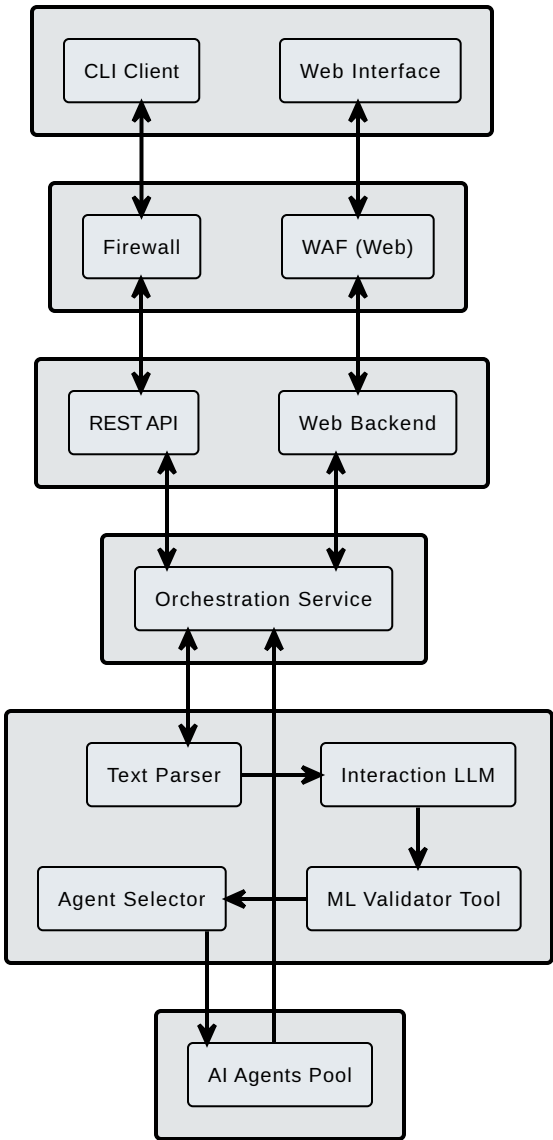 CLI Client
Web Interface
Firewall
WAF (Web)
REST API
Web Backend
Orchestration Service
Text Parser
Interaction LLM
Agent Selector
ML Validator Tool
AI Agents Pool